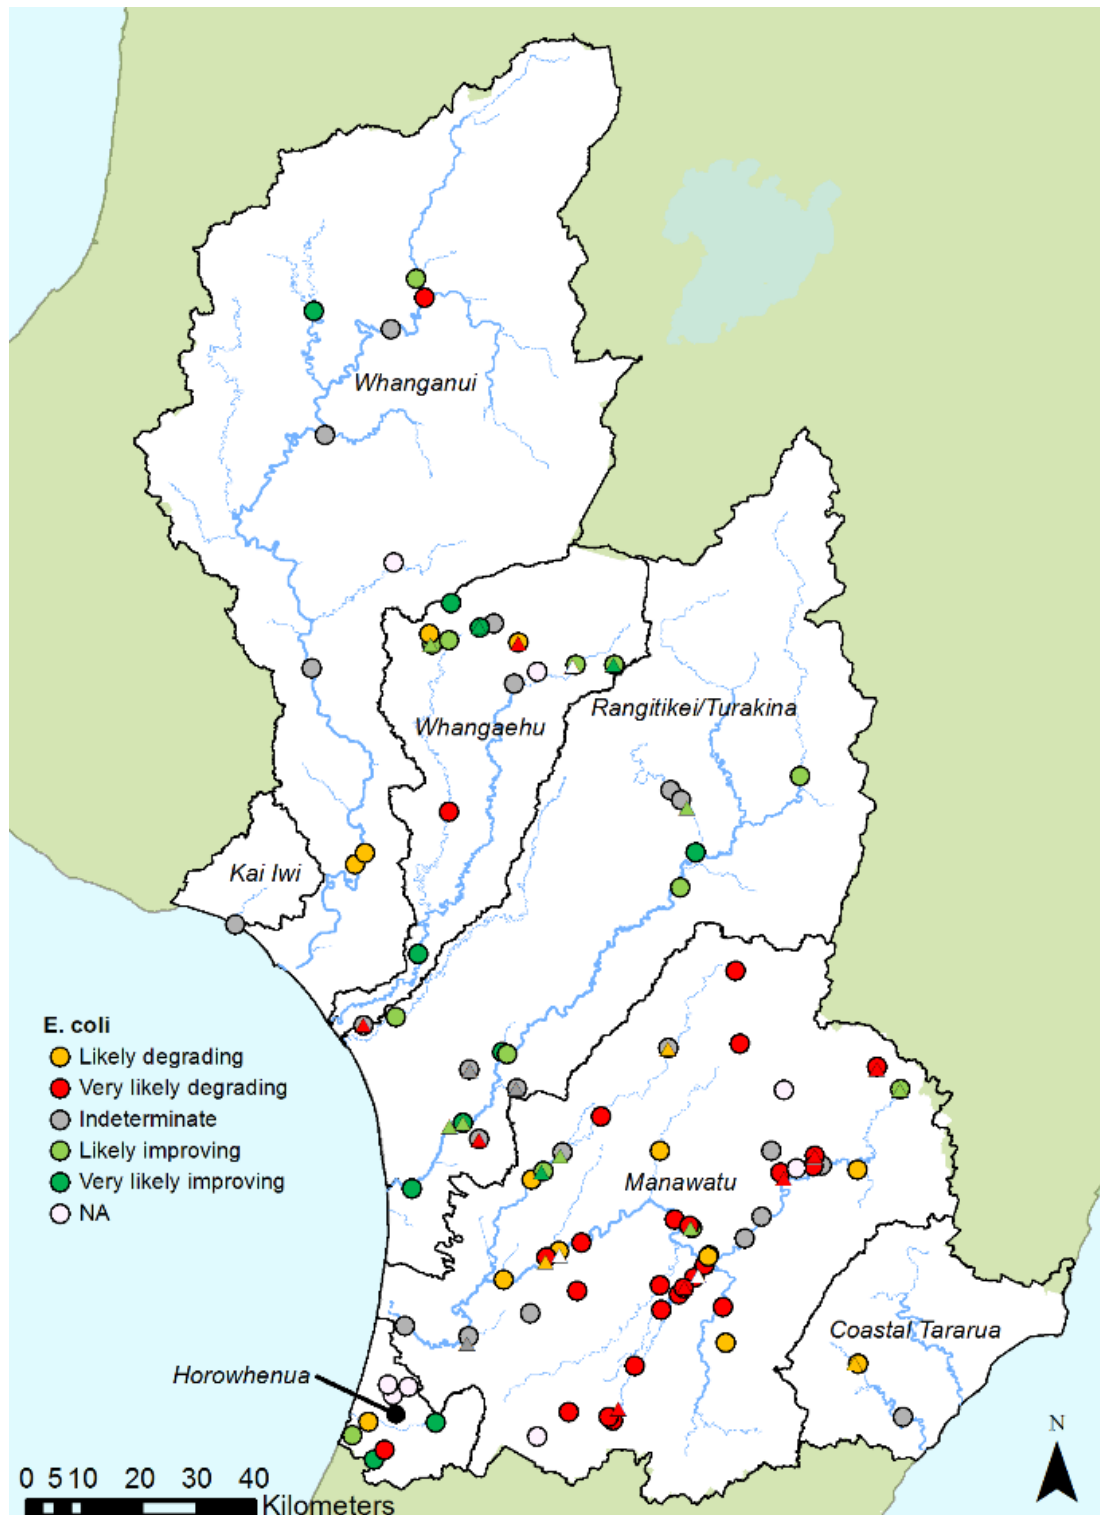 Whanganui
Rangitikei/Turakina
Whangaehu
Kai Iwi
E. coli
Likely degrading
Very likely degrading
Indeterminate
Likely improving
Very likely improving
NA
Manawatu
Coastal Tararua
Horowhenua
N
0 5 10 20 30 40
Kilometers